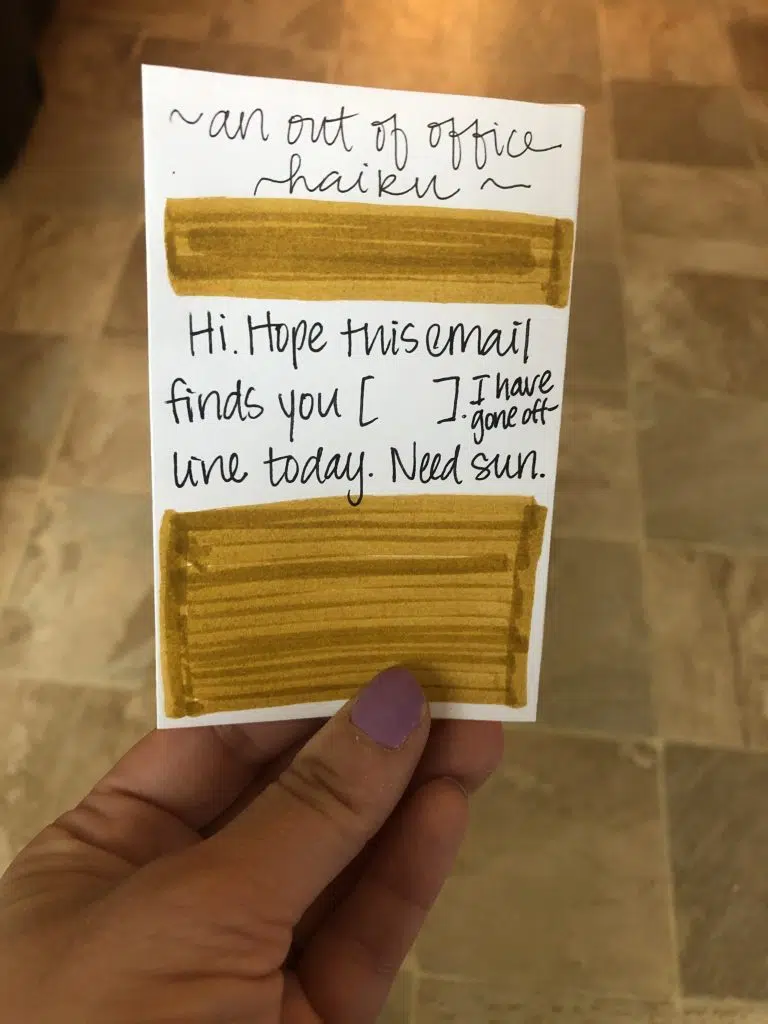 ~an out of office
~haiku~
Hi. Hope this email
finds you [ ]. I have
gone off
line today. Need sun.